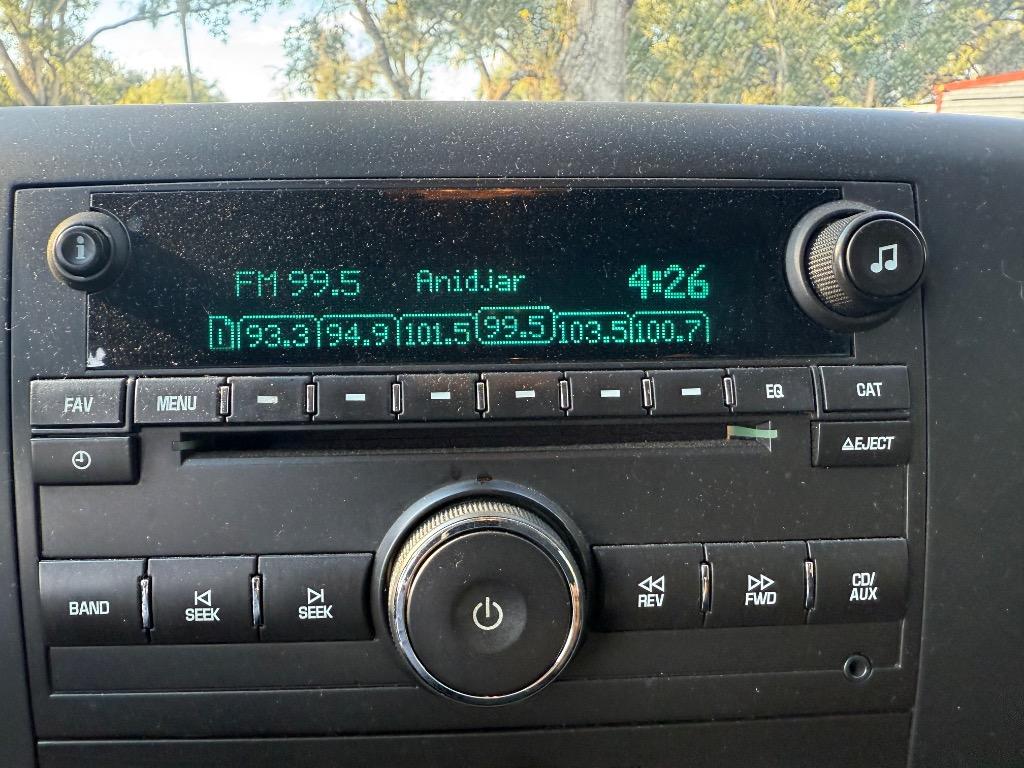 i
FM 99.5 AnidJar 4:26
D 93.3 94.9 101.5 99.5 103.5 100.7
FAV MENU EQ CAT
EJECT
BAND SEEK SEEK REV FWD CD/
AUX